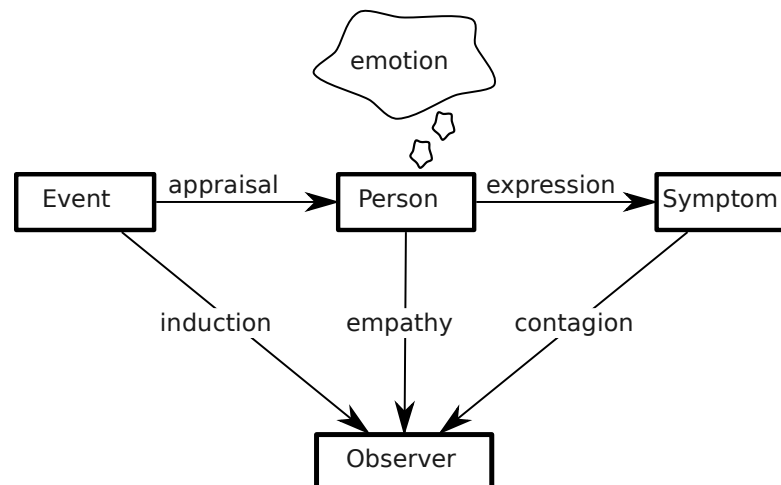 emotion
Event
appraisal
Person
expression
Symptom
induction
empathy
contagion
Observer